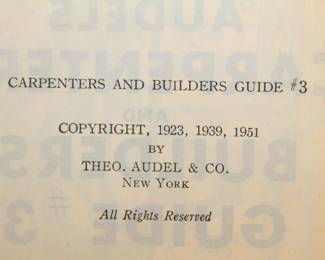 CARPENTERS AND BUILDERS GUIDE #3
COPYRIGHT, 1923, 1939, 1951
BY
THEO. AUDEL & CO.
NEW YORK
All Rights Reserved